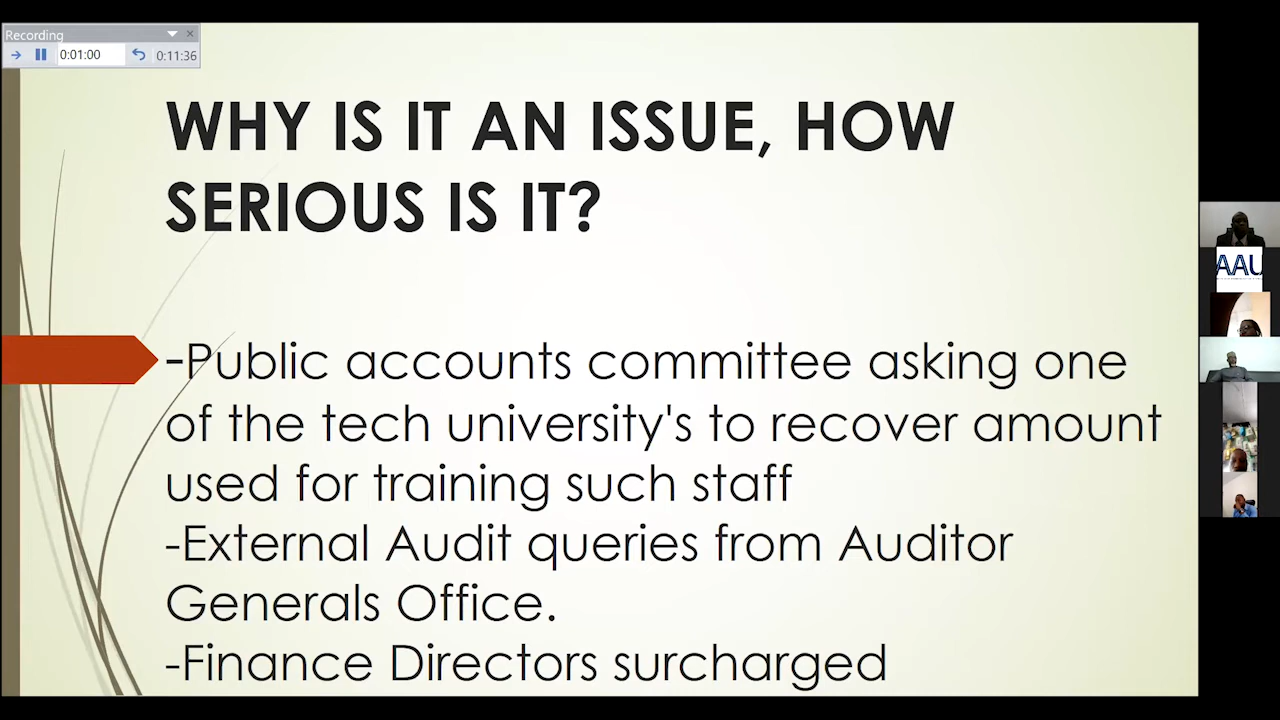 Recording
0:01:00
0:11:36
WHY IS IT AN ISSUE, HOW
SERIOUS IS IT?
-Public accounts committee asking one
of the tech university's to recover amount
used for training such staff
-External Audit queries from Auditor
Generals Office.
-Finance Directors surcharged
AAU